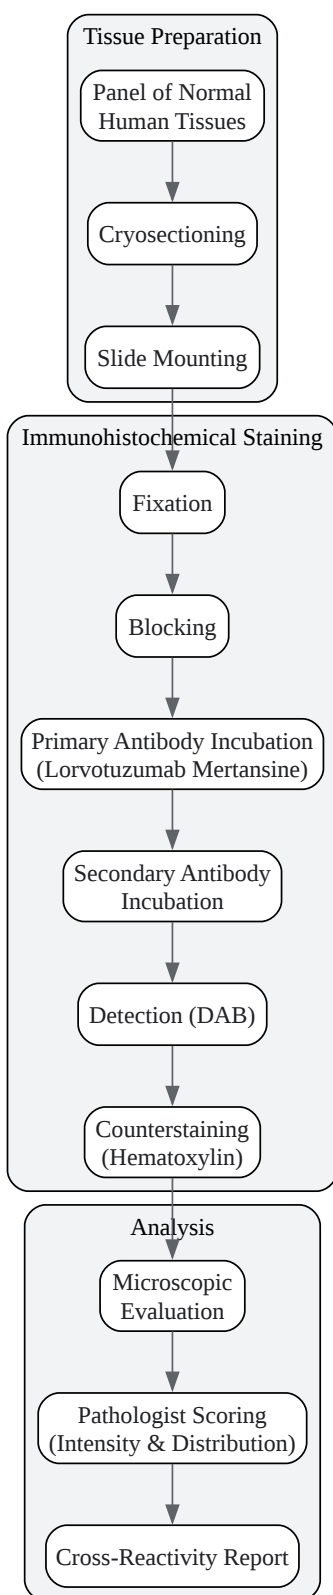 Tissue Preparation
Panel of Normal
Human Tissues
Cryosectioning
Slide Mounting
Immunohistochemical Staining
Fixation
Blocking
Primary Antibody Incubation
(Lorvotuzumab Mertansine)
Secondary Antibody
Incubation
Detection (DAB)
Counterstaining
(Hematoxylin)
Analysis
Microscopic
Evaluation
Pathologist Scoring
(Intensity & Distribution)
Cross-Reactivity Report